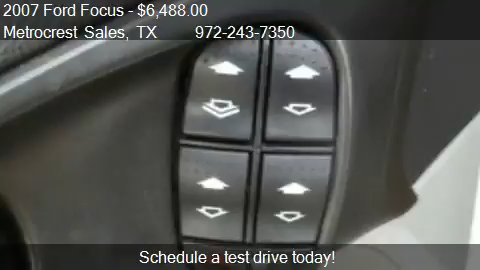 2007 Ford Focus - $6,488.00
Metrocrest Sales, TX 972-243-7350
Schedule a test drive today!